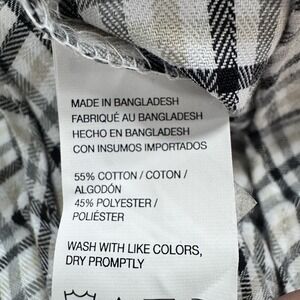 MADE IN BANGLADESH
FABRIQUÉ AU BANGLADESH
HECHO EN BANGLADESH
CON INSUMOS IMPORTADOS
55% COTTON / COTON /
ALGODÓN
45% POLYESTER /
POLIÉSTER
WASH WITH LIKE COLORS,
DRY PROMPTLY